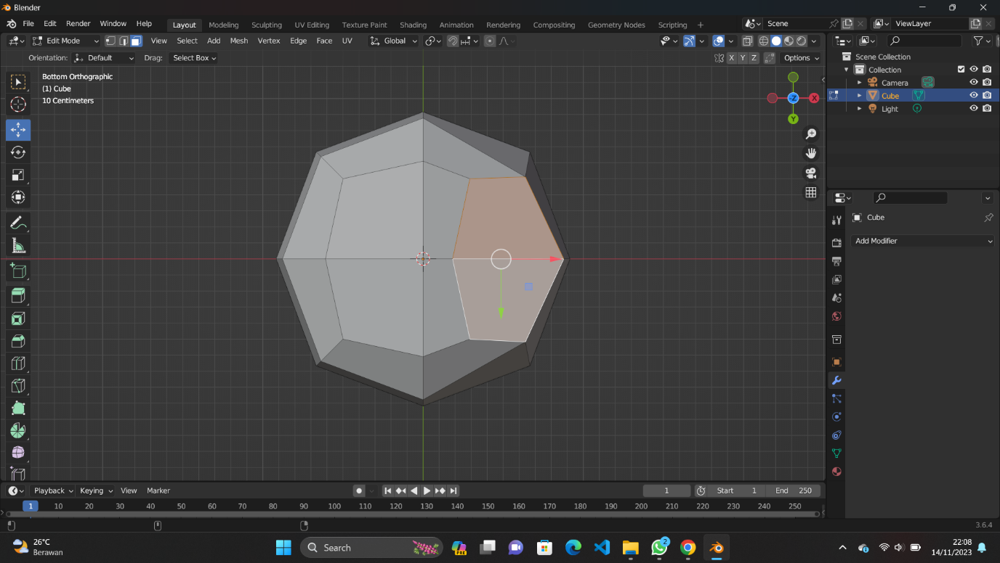 Blender
File Edit Render Window Help Layout Modeling Sculpting UV Editing Texture Paint Shading Animation Rendering Compositing Geometry Nodes Scripting + Scene ViewLayer
Edit Mode View Select Add Mesh Vertex Edge Face UV Global
Orientation: Default Drag: Select Box X Y Z Options
Bottom Orthographic
(1) Cube
10 Centimeters
Z X
Y
Scene Collection
Collection
Camera
Cube
Light
Cube
Add Modifier
Playback Keying View Marker 1 Start 1 End 250
1 10 20 30 40 50 60 70 80 90 100 110 120 130 140 150 160 170 180 190 200 210 220 230 240 250
3.6.4
26°C
Berawan
Search
PRE
2
22:08
14/11/2023